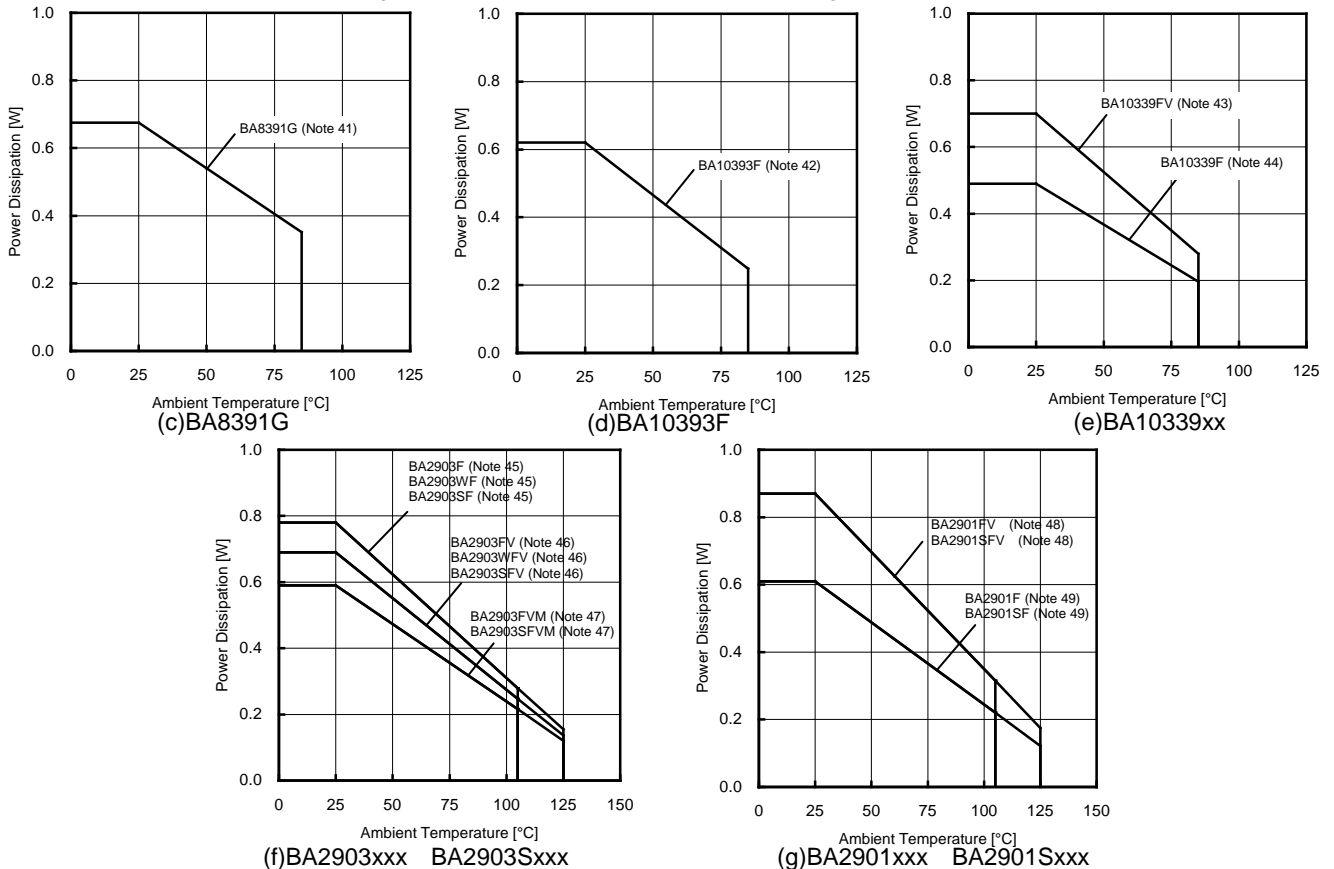 1.0
0.8
0.6
0.4
0.2
0.0
Power Dissipation [W]
BA8391G (Note 41)
0 25 50 75 100 125
Ambient Temperature [°C]
(c)BA8391G
1.0
0.8
0.6
0.4
0.2
0.0
Power Dissipation [W]
BA10393F (Note 42)
0 25 50 75 100 125
Ambient Temperature [°C]
(d)BA10393F
1.0
0.8
0.6
0.4
0.2
0.0
Power Dissipation [W]
BA10339FV (Note 43)
BA10339F (Note 44)
0 25 50 75 100 125
Ambient Temperature [°C]
(e)BA10339xx
1.0
0.8
0.6
0.4
0.2
0.0
Power Dissipation [W]
BA2903F (Note 45)
BA2903WF (Note 45)
BA2903SF (Note 45)
BA2903FV (Note 46)
BA2903WFV (Note 46)
BA2903SFV (Note 46)
BA2903FVM (Note 47)
BA2903SFVM (Note 47)
0 25 50 75 100 125 150
Ambient Temperature [°C]
(f)BA2903xxx BA2903Sxxx
1.0
0.8
0.6
0.4
0.2
0.0
Power Dissipation [W]
BA2901FV (Note 48)
BA2901SFV (Note 48)
BA2901F (Note 49)
BA2901SF (Note 49)
0 25 50 75 100 125 150
Ambient Temperature [°C]
(g)BA2901xxx BA2901Sxxx